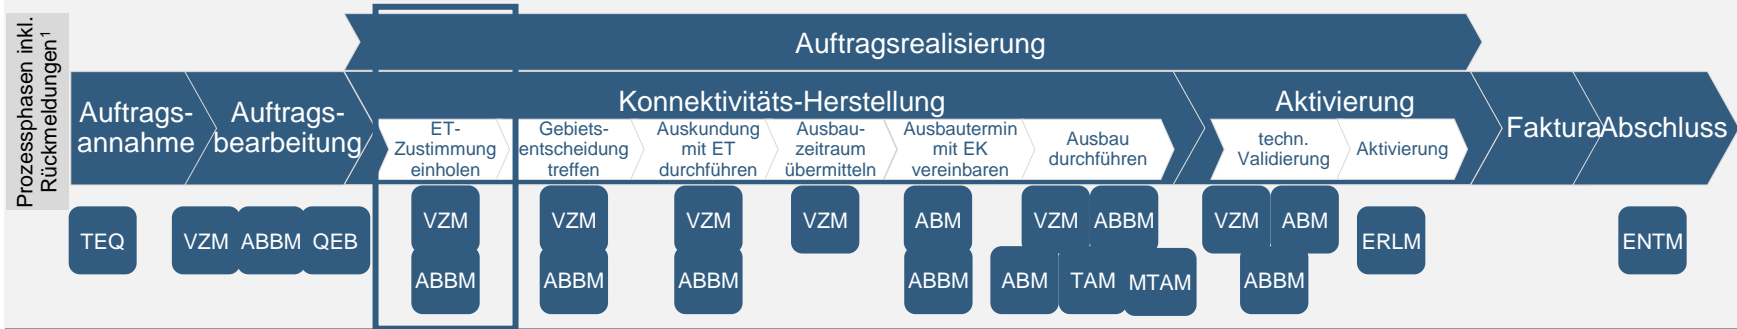 Prozessphasen inkl.
Rückmeldungen¹
Auftragsrealisierung
Auftrags-
annahme
Auftrags-
bearbeitung
Konnektivitäts-Herstellung
ET-
Zustimmung
einholen
Gebiets-
entscheidung
treffen
Auskundung
mit ET
durchführen
Ausbau-
zeitraum
übermitteln
Ausbautermin
mit EK
vereinbaren
Ausbau
durchführen
Aktivierung
techn.
Validierung
Aktivierung
Faktura
Abschluss
TEQ
VZM ABBM QEB
VZM
ABBM
VZM
ABBM
VZM
ABBM
VZM
ABM
ABBM
VZM ABBM
ABM TAM MTAM
VZM ABM
ABBM
ERLM
ENTM